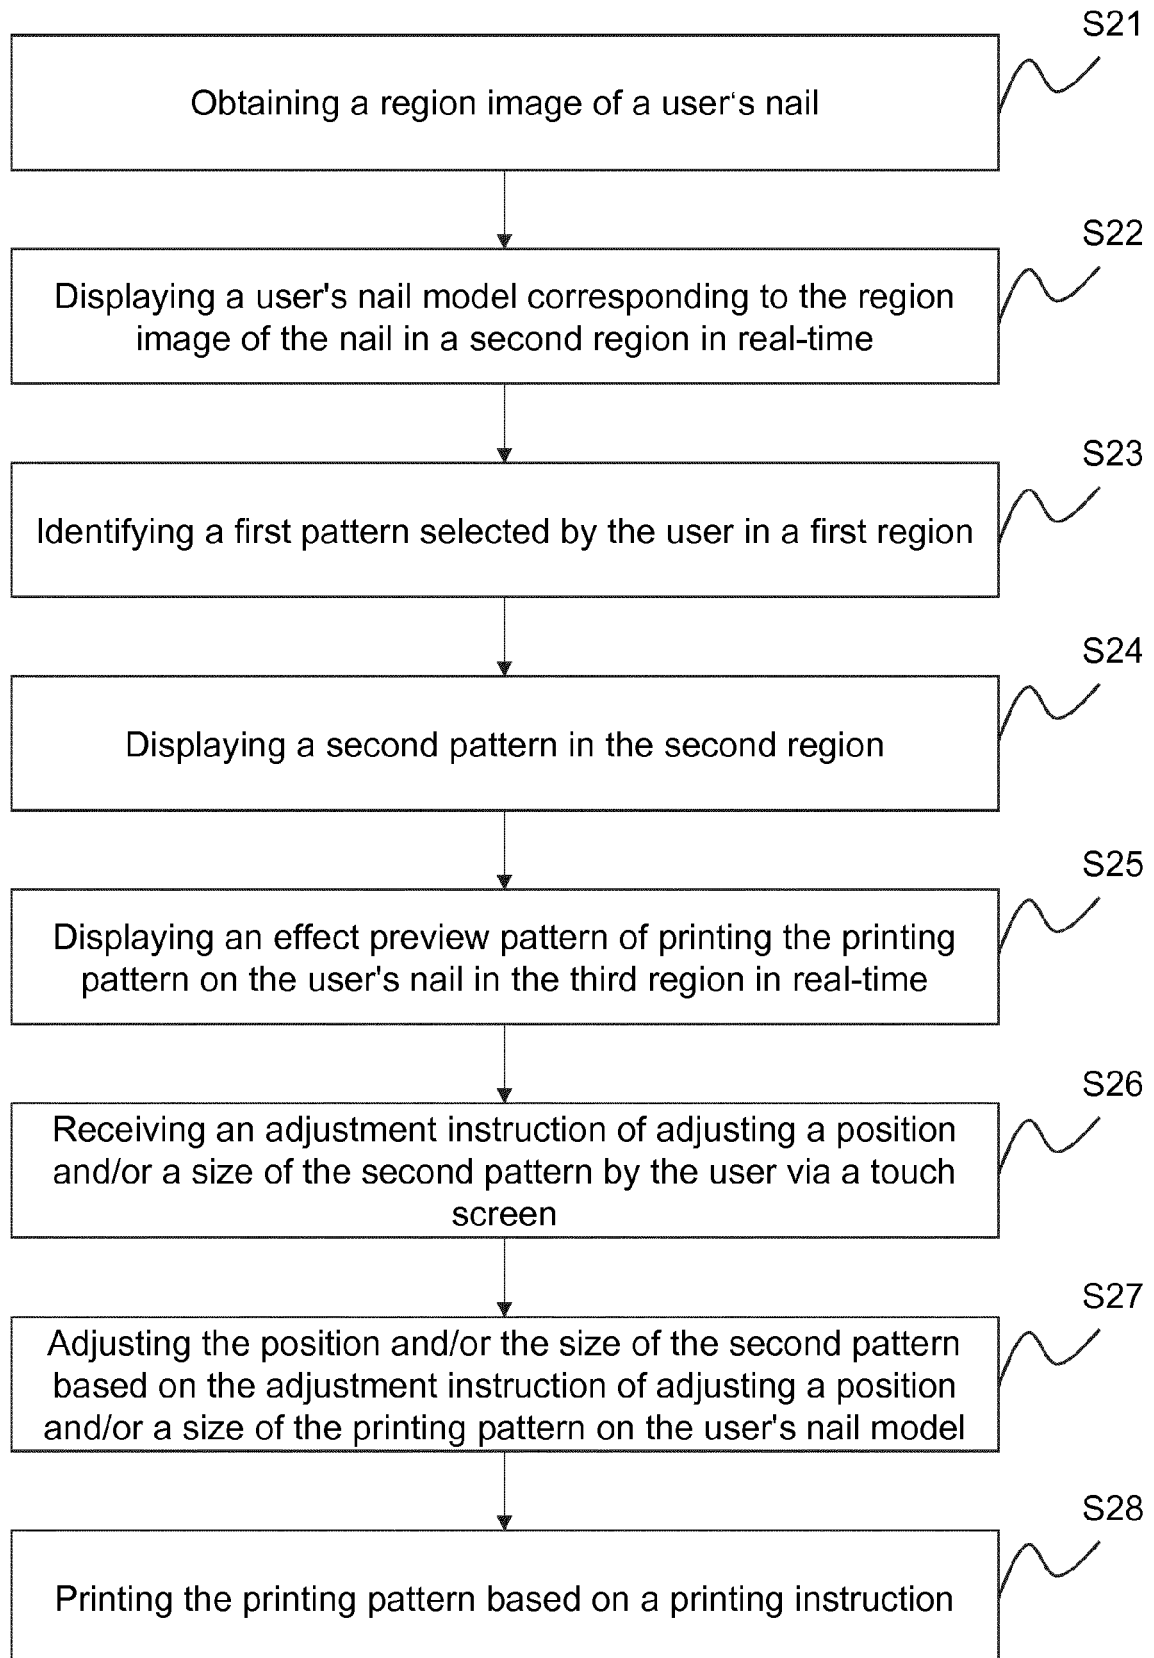 S21
Obtaining a region image of a user‘s nail
S22
Displaying a user's nail model corresponding to the region
image of the nail in a second region in real-time
S23
Identifying a first pattern selected by the user in a first region
S24
Displaying a second pattern in the second region
S25
Displaying an effect preview pattern of printing the printing
pattern on the user's nail in the third region in real-time
S26
Receiving an adjustment instruction of adjusting a position
and/or a size of the second pattern by the user via a touch
screen
S27
Adjusting the position and/or the size of the second pattern
based on the adjustment instruction of adjusting a position
and/or a size of the printing pattern on the user's nail model
S28
Printing the printing pattern based on a printing instruction